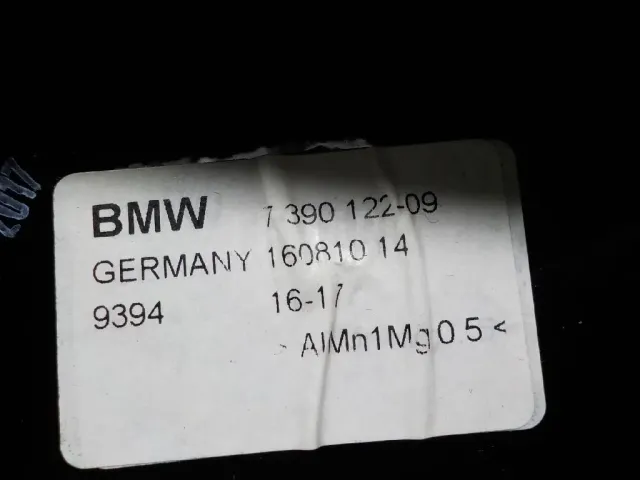 BMW 7 390 122-09
GERMANY 160810 14
9394 16-17
> AlMn1Mg0 5 <